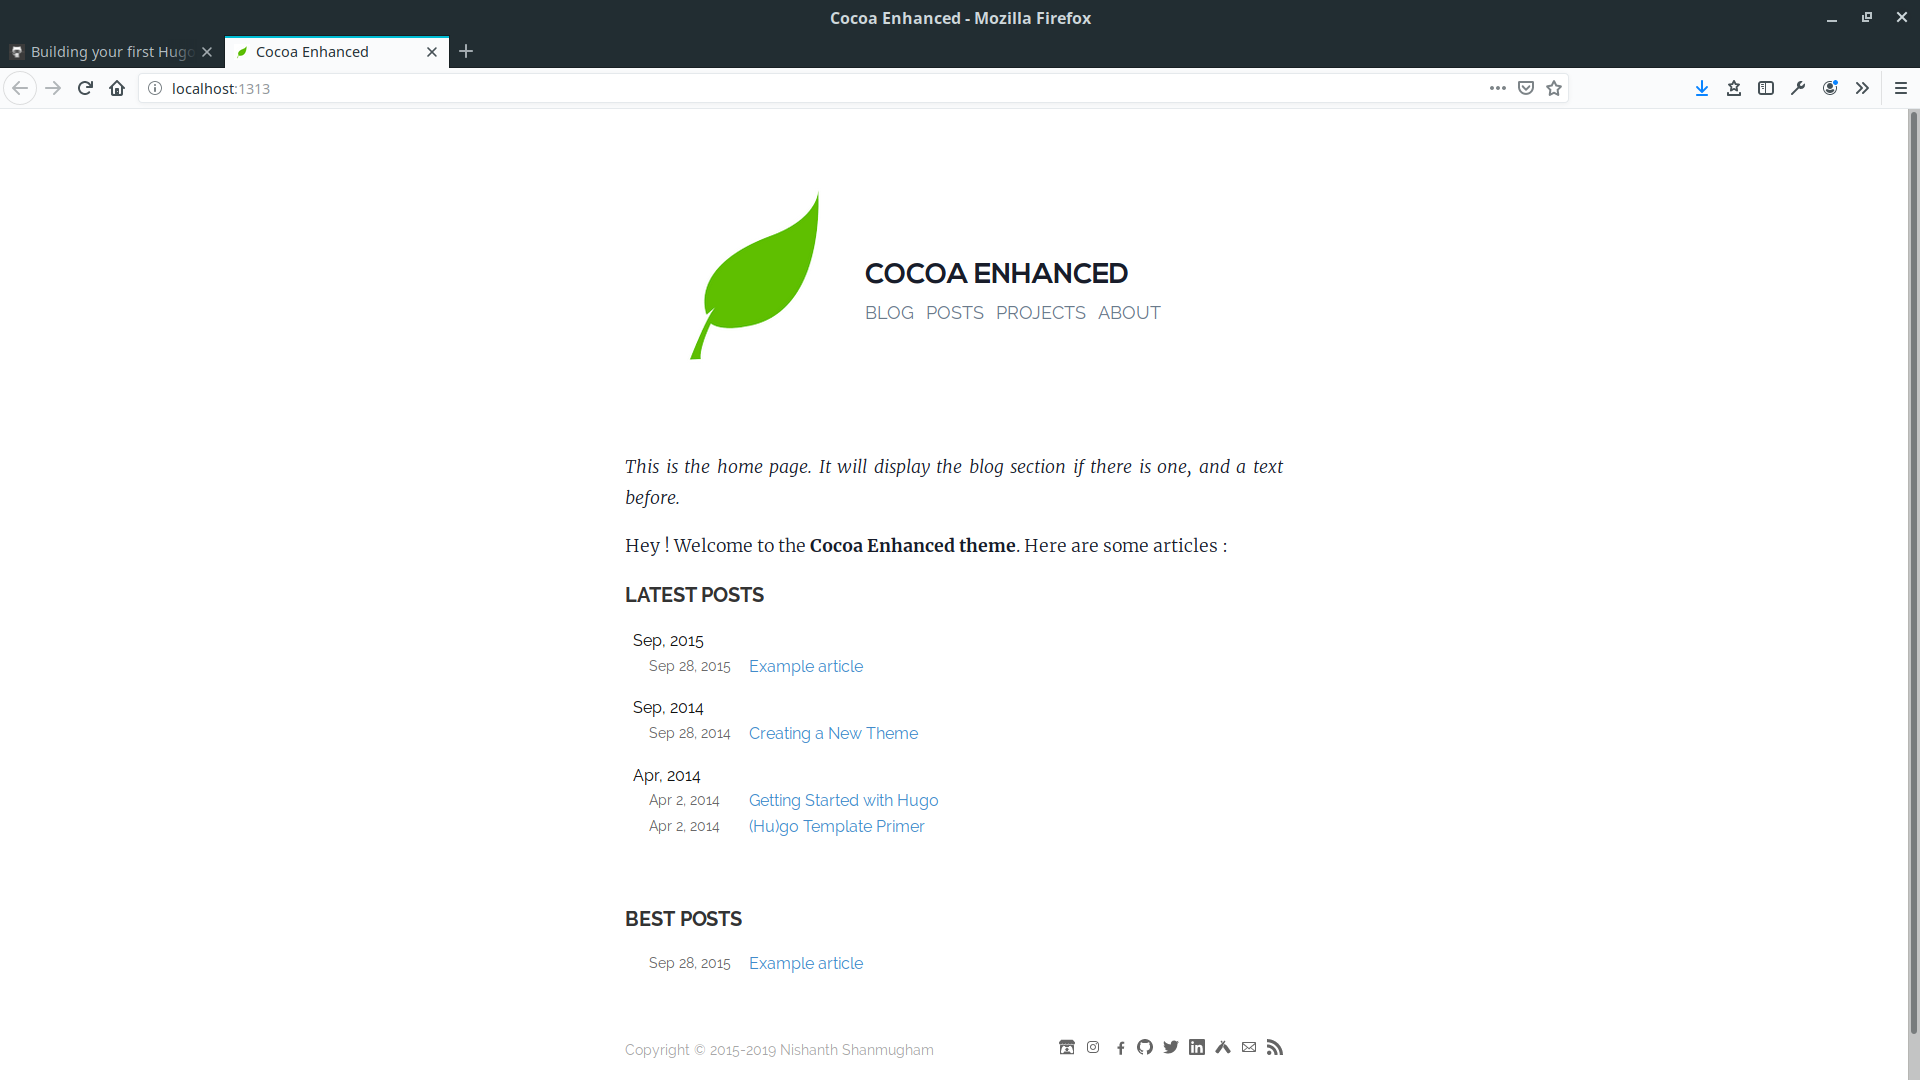 Cocoa Enhanced - Mozilla Firefox
Building your first Hugo
Cocoa Enhanced
localhost:1313
COCOA ENHANCED
BLOG POSTS PROJECTS ABOUT
This is the home page. It will display the blog section if there is one, and a text
before.
Hey ! Welcome to the Cocoa Enhanced theme. Here are some articles :
LATEST POSTS
Sep, 2015
Sep 28, 2015 Example article
Sep, 2014
Sep 28, 2014 Creating a New Theme
Apr, 2014
Apr 2, 2014 Getting Started with Hugo
Apr 2, 2014 (Hu)go Template Primer
BEST POSTS
Sep 28, 2015 Example article
Copyright © 2015-2019 Nishanth Shanmugham